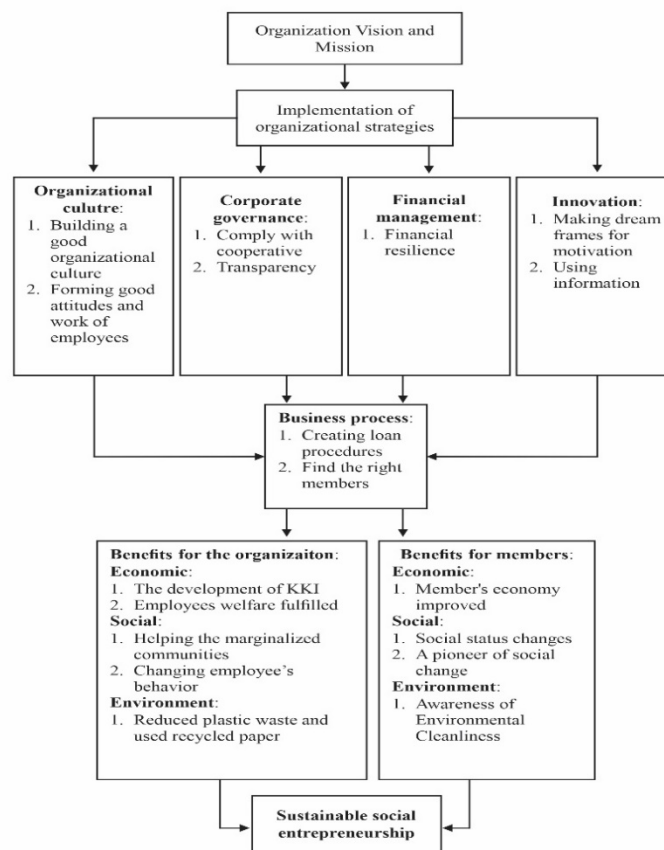 Organization Vision and
Mission
Implementation of
organizational strategies
Organizational
culutre:
1. Building a
good
organizational
culture
2. Forming good
attitudes and
work of
employees
Corporate
governance:
1. Comply with
cooperative
2. Transparency
Financial
management:
1. Financial
resilience
Innovation:
1. Making dream
frames for
motivation
2. Using
information
Business process:
1. Creating loan
procedures
2. Find the right
members
Benefits for the organizaiton:
Economic:
1. The development of KKI
2. Employees welfare fulfilled
Social:
1. Helping the marginalized
communities
2. Changing employee's
behavior
Environment:
1. Reduced plastic waste and
used recycled paper
Benefits for members:
Economic:
1. Member's economy
improved
Social:
1. Social status changes
2. A pioneer of social
change
Environment:
1. Awareness of
Environmental
Cleanliness
Sustainable social
entrepreneurship